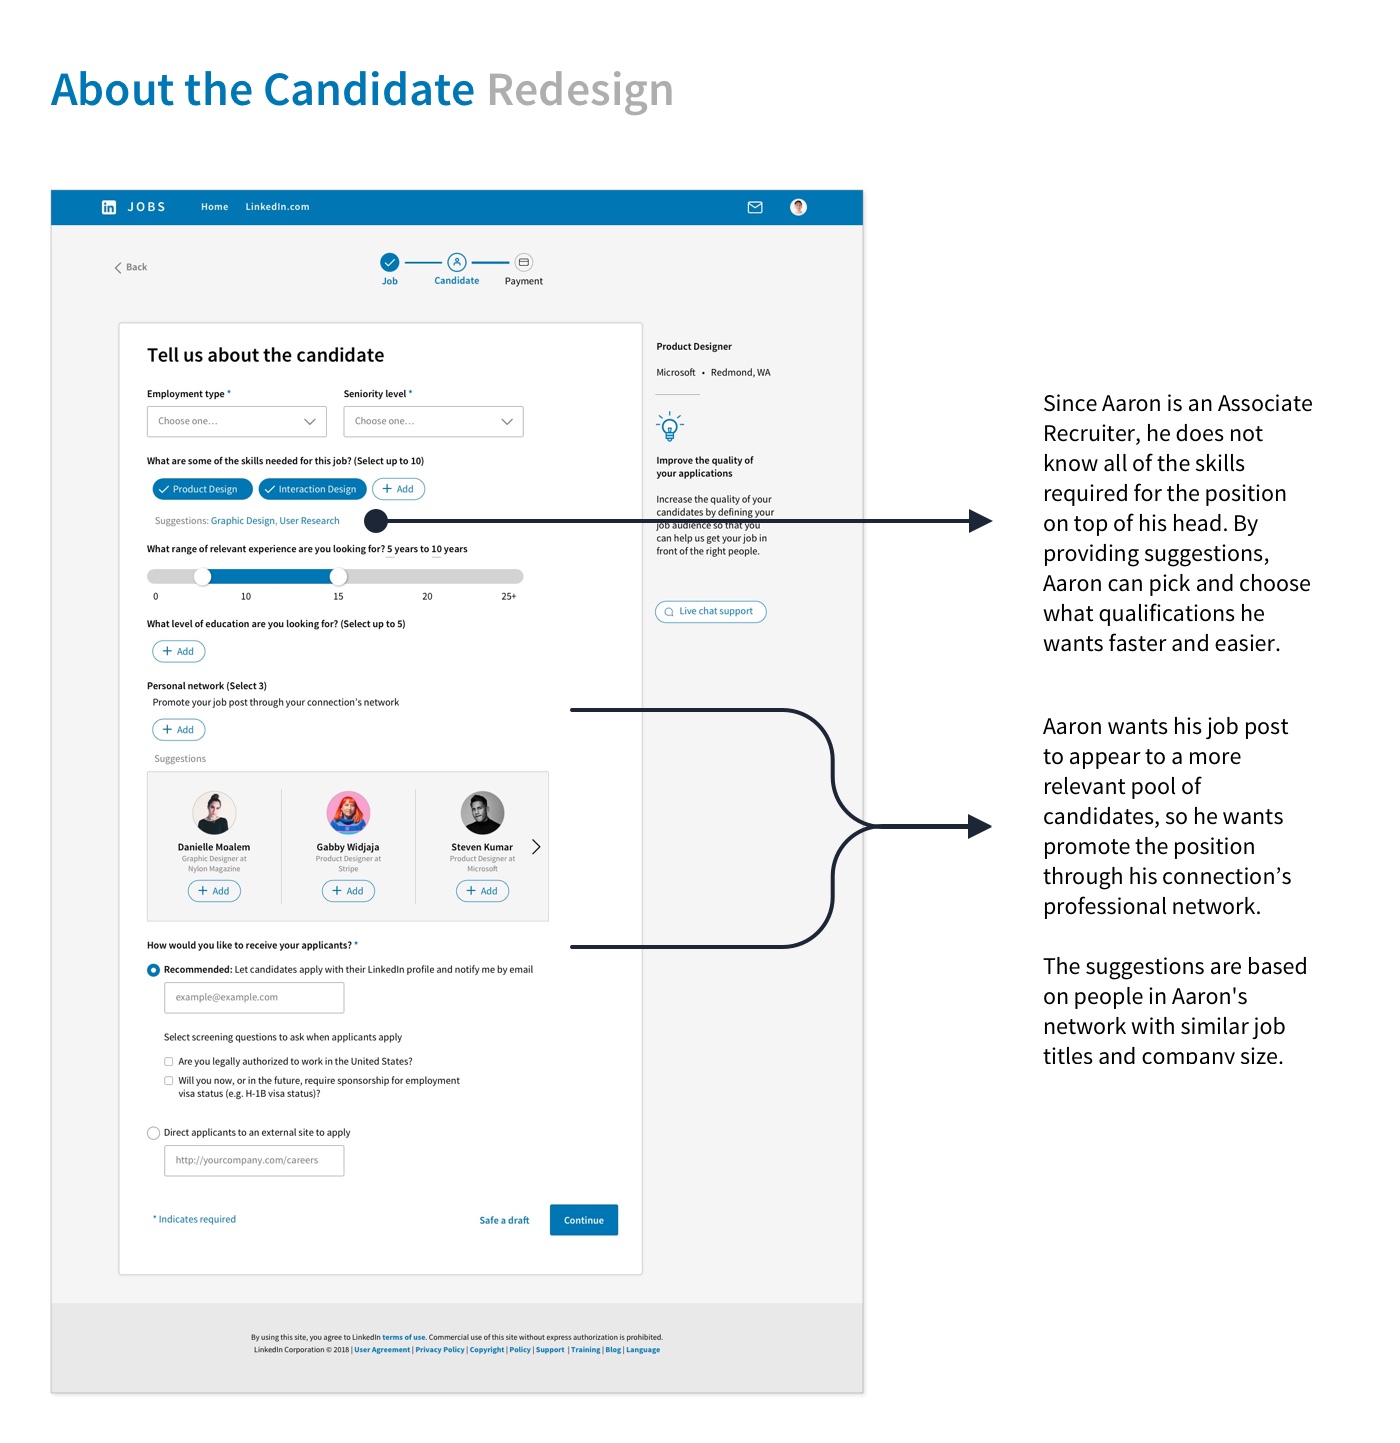 About the Candidate Redesign
in JOBS Home LinkedIn.com
Back
Job Candidate Payment
Tell us about the candidate
Employment type * Seniority level *
Choose one... Choose one...
What are some of the skills needed for this job? (Select up to 10)
Product Design Interaction Design + Add
Suggestions: Graphic Design, User Research
What range of relevant experience are you looking for? 5 years to 10 years
0 10 15 20 25+
What level of education are you looking for? (Select up to 5)
+ Add
Personal network (Select 3)
Promote your job post through your connection's network
+ Add
Suggestions
Danielle Moalem Gabby Widjaja Steven Kumar
Graphic Designer at Product Designer at Product Designer at
Nylon Magazine Stripe Microsoft
+ Add + Add + Add
How would you like to receive your applicants? *
Recommended: Let candidates apply with their LinkedIn profile and notify me by email
example@example.com
Select screening questions to ask when applicants apply
Are you legally authorized to work in the United States?
Will you now, or in the future, require sponsorship for employment
visa status (e.g. H-1B visa status)?
Direct applicants to an external site to apply
http://yourcompany.com/careers
* Indicates required Safe a draft Continue
Product Designer
Microsoft • Redmond, WA
Improve the quality of
your applications
Increase the quality of your
candidates by defining your
job audience so that you
can help us get your job in
front of the right people.
Live chat support
Since Aaron is an Associate
Recruiter, he does not
know all of the skills
required for the position
on top of his head. By
providing suggestions,
Aaron can pick and choose
what qualifications he
wants faster and easier.
Aaron wants his job post
to appear to a more
relevant pool of
candidates, so he wants
promote the position
through his connection's
professional network.
The suggestions are based
on people in Aaron's
network with similar job
titles and company size.
By using this site, you agree to LinkedIn terms of use. Commercial use of this site without express authorization is prohibited.
LinkedIn Corporation © 2018 | User Agreement | Privacy Policy | Copyright | Policy | Support | Training | Blog | Language